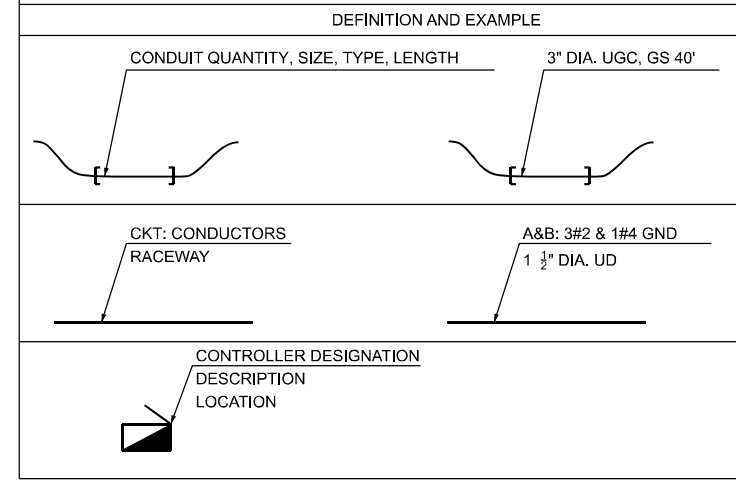 DEFINITION AND EXAMPLE
CONDUIT QUANTITY, SIZE, TYPE, LENGTH
3" DIA. UGC, GS 40'
CKT: CONDUCTORS
RACEWAY
A&B: 3#2 & 1#4 GND
1 ½" DIA. UD
CONTROLLER DESIGNATION
DESCRIPTION
LOCATION